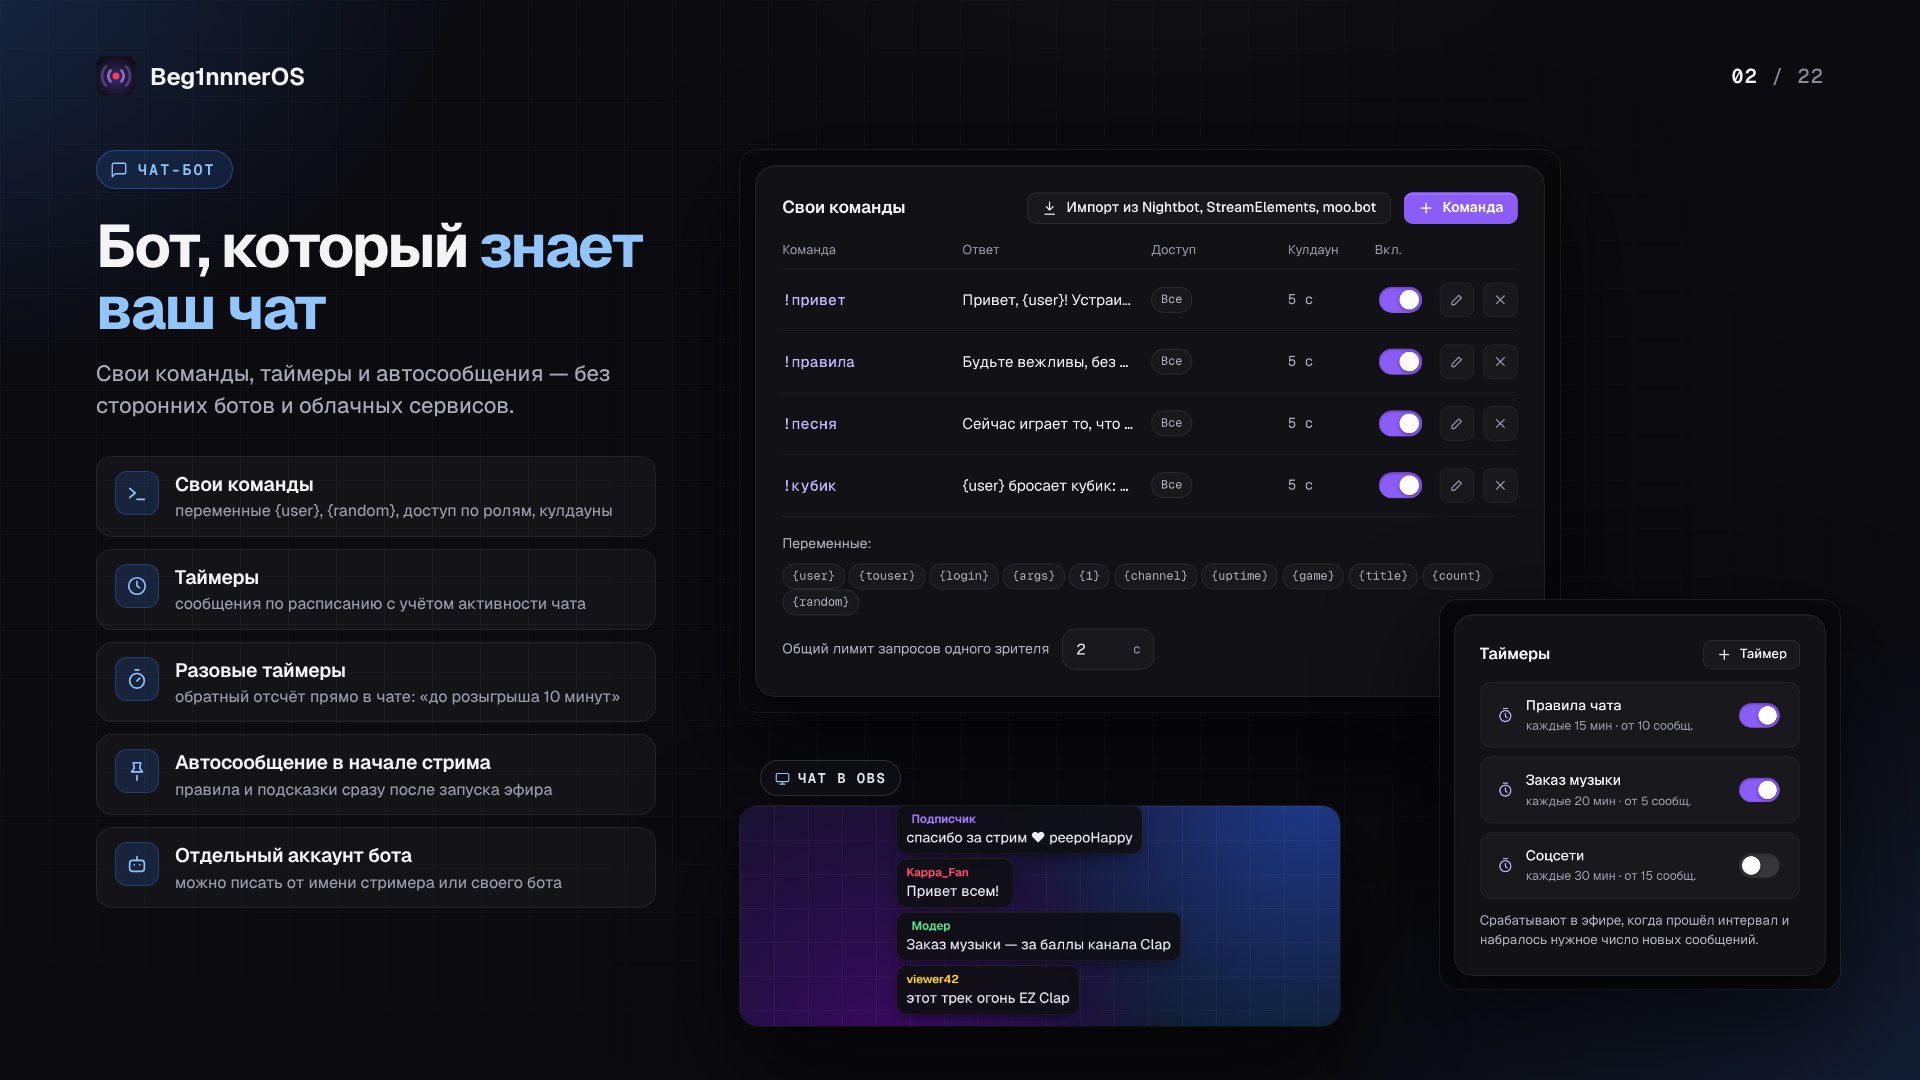 Beg1nnnerOS
02 / 22
ЧАТ-БОТ
Бот, который знает
ваш чат
Свои команды, таймеры и автосообщения — без
сторонних ботов и облачных сервисов.
Свои команды
переменные {user}, {random}, доступ по ролям, кулдауны
Таймеры
сообщения по расписанию с учётом активности чата
Разовые таймеры
обратный отсчёт прямо в чате: «до розыгрыша 10 минут»
Автосообщение в начале стрима
правила и подсказки сразу после запуска эфира
Отдельный аккаунт бота
можно писать от имени стримера или своего бота
Свои команды
Импорт из Nightbot, StreamElements, moo.bot
+ Команда
Команда Ответ Доступ Кулдаун Вкл.
!привет Привет, {user}! Устраи... Все 5 с
!правила Будьте вежливы, без ... Все 5 с
!песня Сейчас играет то, что ... Все 5 с
!кубик {user} бросает кубик: ... Все 5 с
Переменные:
{user} {touser} {login} {args} {1} {channel} {uptime} {game} {title} {count}
{random}
Общий лимит запросов одного зрителя 2 с
ЧАТ В OBS
Подписчик
спасибо за стрим ♥ peepoHappy
Kappa_Fan
Привет всем!
Модер
Заказ музыки — за баллы канала Clap
viewer42
этот трек огонь EZ Clap
Таймеры
+ Таймер
Правила чата
каждые 15 мин · от 10 сообщ.
Заказ музыки
каждые 20 мин · от 5 сообщ.
Соцсети
каждые 30 мин · от 15 сообщ.
Срабатывают в эфире, когда прошёл интервал и
набралось нужное число новых сообщений.